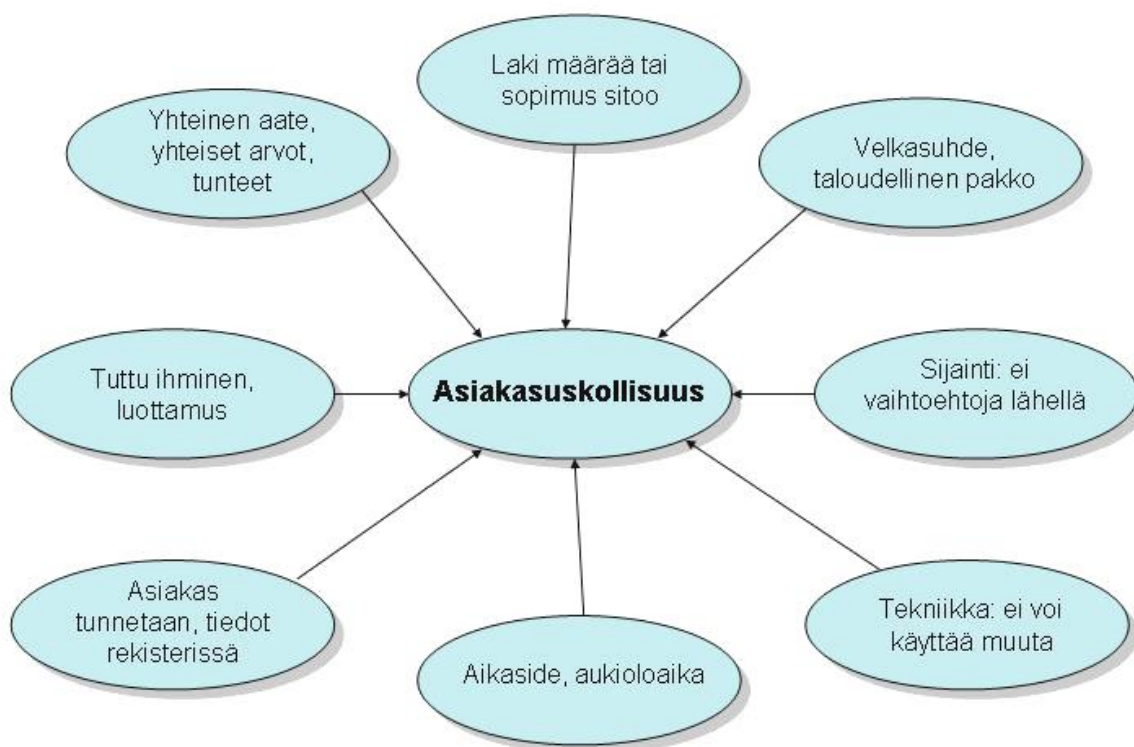 Laki määrää tai
sopimus sitoo
Yhteinen aate,
yhteiset arvot,
tunteet
Velkasuhde,
taloudellinen pakko
Tuttu ihminen,
luottamus
Asiakasuskollisuus
Sijainti: ei
vaihtoehtoja lähellä
Asiakas
tunnetaan, tiedot
rekisterissä
Aikaside, aukioloaika
Tekniikka: ei voi
käyttää muuta